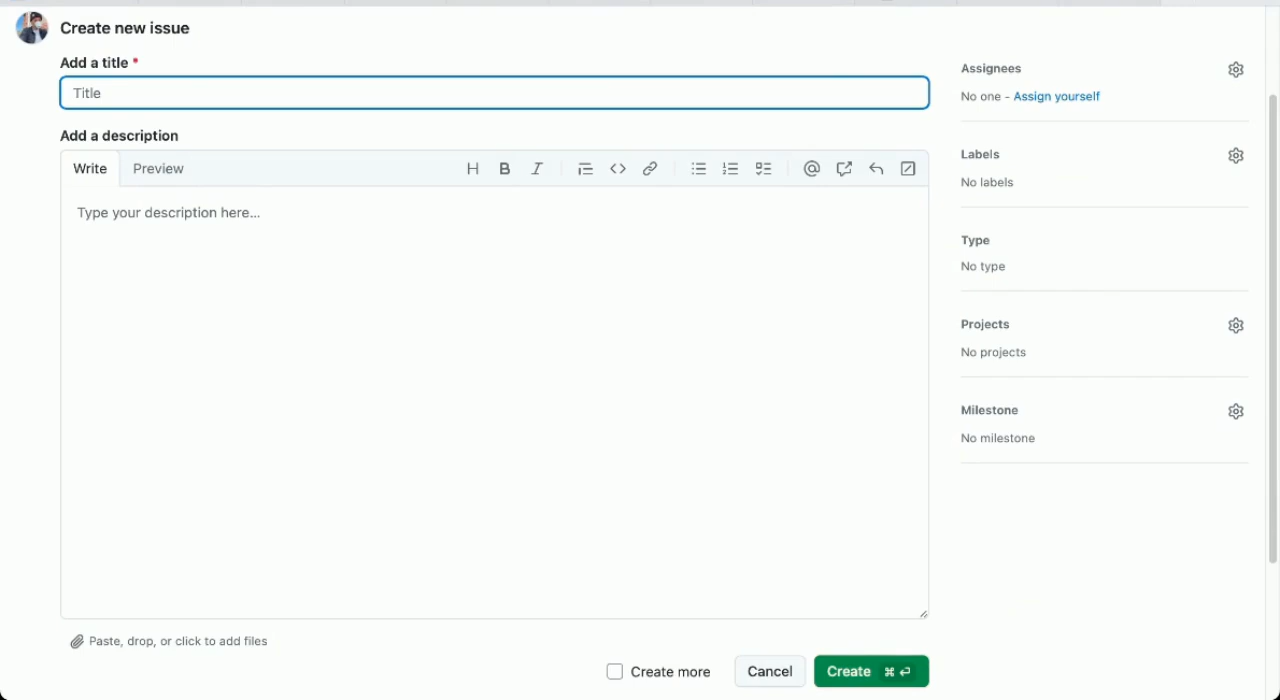 Create new issue
Add a title *
Title
Add a description
Write
Preview
Type your description here...
Paste, drop, or click to add files
Create more
Cancel
Create ⌘ ⏎
Assignees
No one - Assign yourself
Labels
No labels
Type
No type
Projects
No projects
Milestone
No milestone